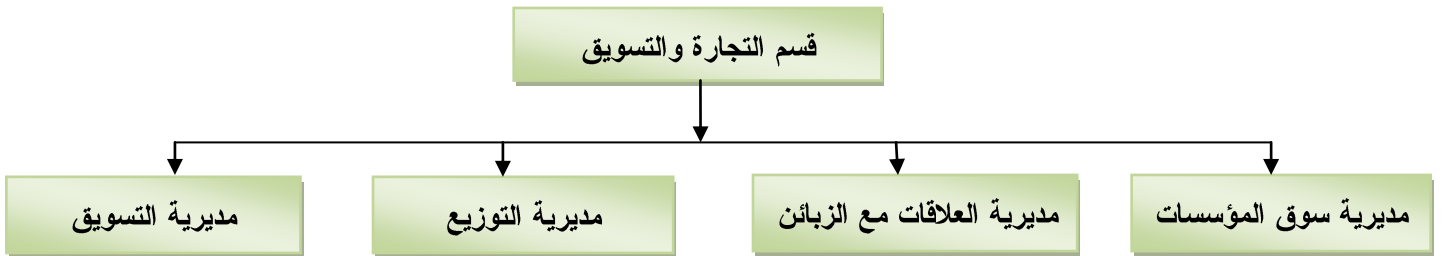 قسم التجارة والتسويق
مديرية سوق المؤسسات
مديرية العلاقات مع الزبائن
مديرية التوزيع
مديرية التسويق